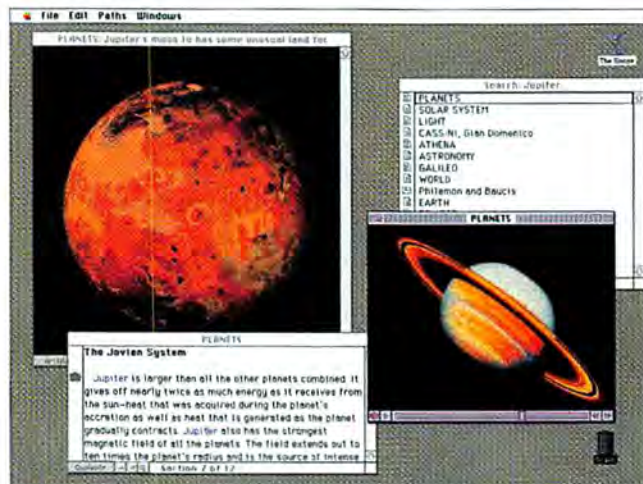 File Edit Paths Windows
PLANETS: Jupiter's moon Io has some unusual land for
Search: Jupiter
PLANETS
SOLAR SYSTEM
LIGHT
CASS-NI, Gian Domenico
ATHENA
ASTRONOMY
GALILEO
WORLD
Philemon and Baucis
EARTH
PLANETS
PLANETS
The Jovian System
Jupiter is larger than all the other planets combined. It
gives off nearly twice as much energy as it receives from
the sun-heat that was acquired during the planet's
accretion as well as heat that is generated as the planet
gradually contracts. Jupiter also has the strongest
magnetic field of all the planets. The field extends out to
ten times the planet's radius and is the source of intense
Section 7 of 12